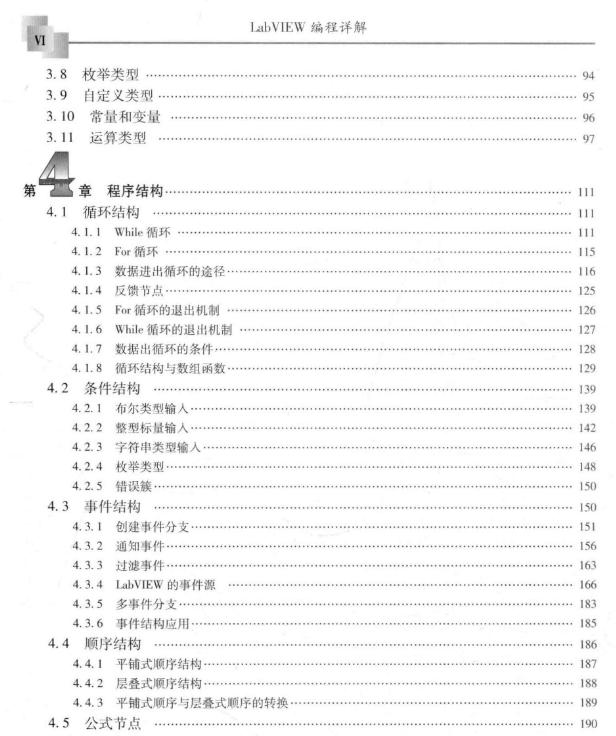 LabVIEW 编程详解
VI
3.8 枚举类型 …… 94
3.9 自定义类型 …… 95
3.10 常量和变量 …… 96
3.11 运算类型 …… 97
第4章 程序结构 …… 111
4.1 循环结构 …… 111
4.1.1 While 循环 …… 111
4.1.2 For 循环 …… 115
4.1.3 数据进出循环的途径 …… 116
4.1.4 反馈节点 …… 125
4.1.5 For 循环的退出机制 …… 126
4.1.6 While 循环的退出机制 …… 127
4.1.7 数据出循环的条件 …… 128
4.1.8 循环结构与数组函数 …… 129
4.2 条件结构 …… 139
4.2.1 布尔类型输入 …… 139
4.2.2 整型标量输入 …… 142
4.2.3 字符串类型输入 …… 146
4.2.4 枚举类型 …… 148
4.2.5 错误簇 …… 150
4.3 事件结构 …… 150
4.3.1 创建事件分支 …… 151
4.3.2 通知事件 …… 156
4.3.3 过滤事件 …… 163
4.3.4 LabVIEW 的事件源 …… 166
4.3.5 多事件分支 …… 183
4.3.6 事件结构应用 …… 185
4.4 顺序结构 …… 186
4.4.1 平铺式顺序结构 …… 187
4.4.2 层叠式顺序结构 …… 188
4.4.3 平铺式顺序与层叠式顺序的转换 …… 189
4.5 公式节点 …… 190